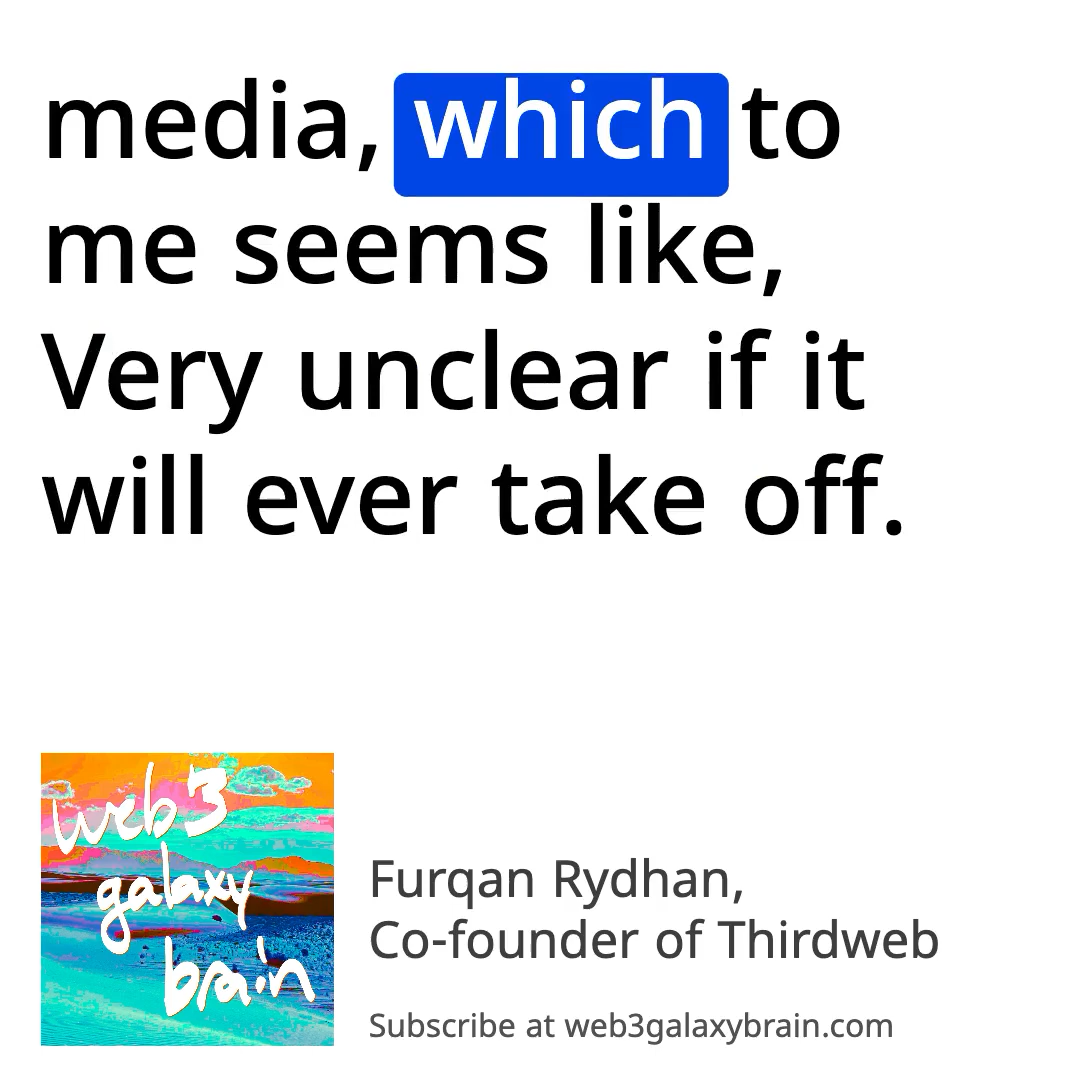 media, which to
me seems like,
Very unclear if it
will ever take off.
web3
galaxy
brain
Furqan Rydhan,
Co-founder of Thirdweb
Subscribe at web3galaxybrain.com